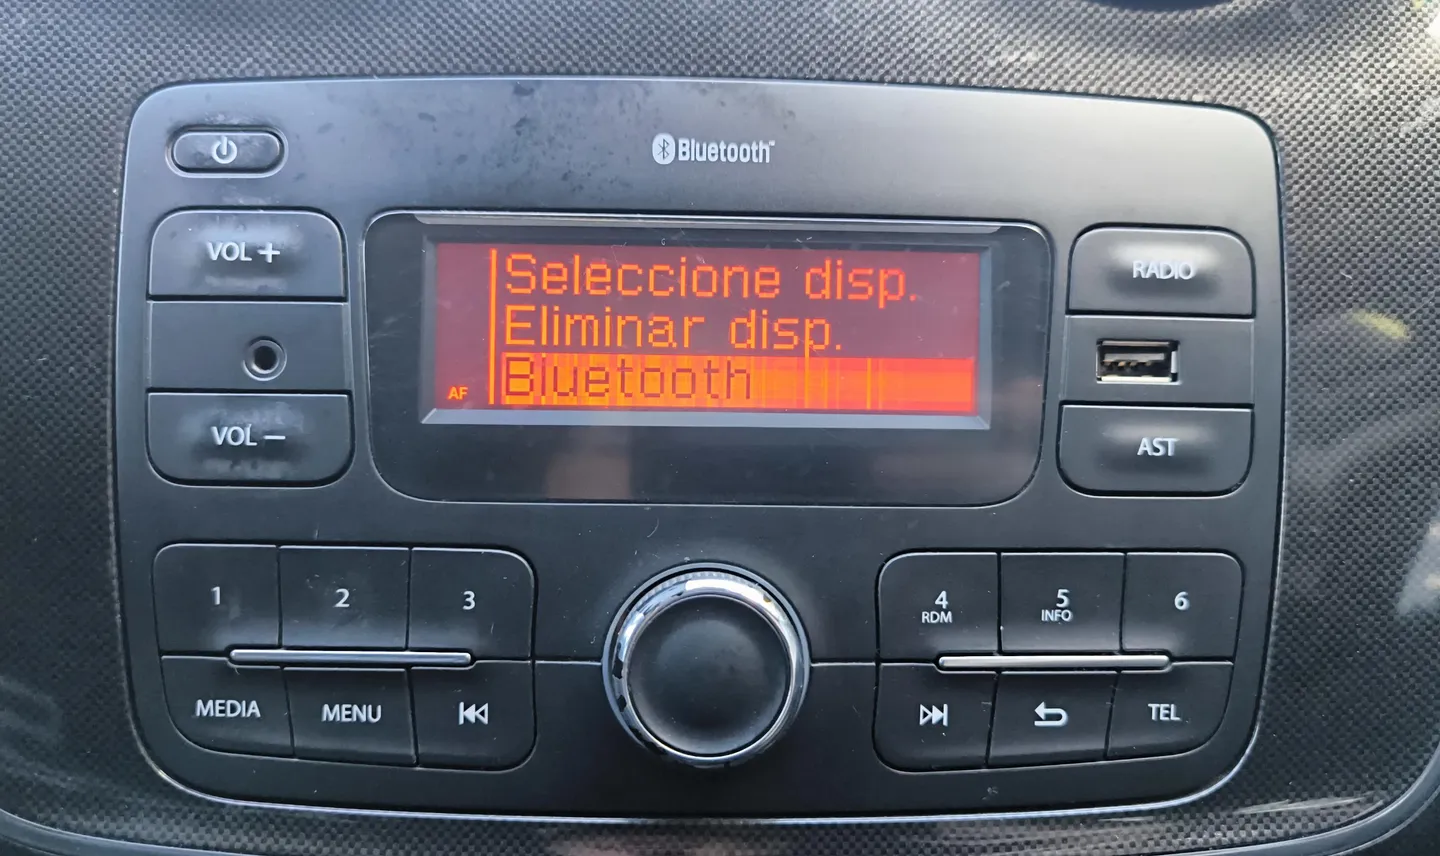 Bluetooth
VOL +
RADIO
Seleccione disp.
Eliminar disp.
Bluetooth
AF
VOL −
AST
1
2
3
4
RDM
5
INFO
6
MEDIA
MENU
TEL